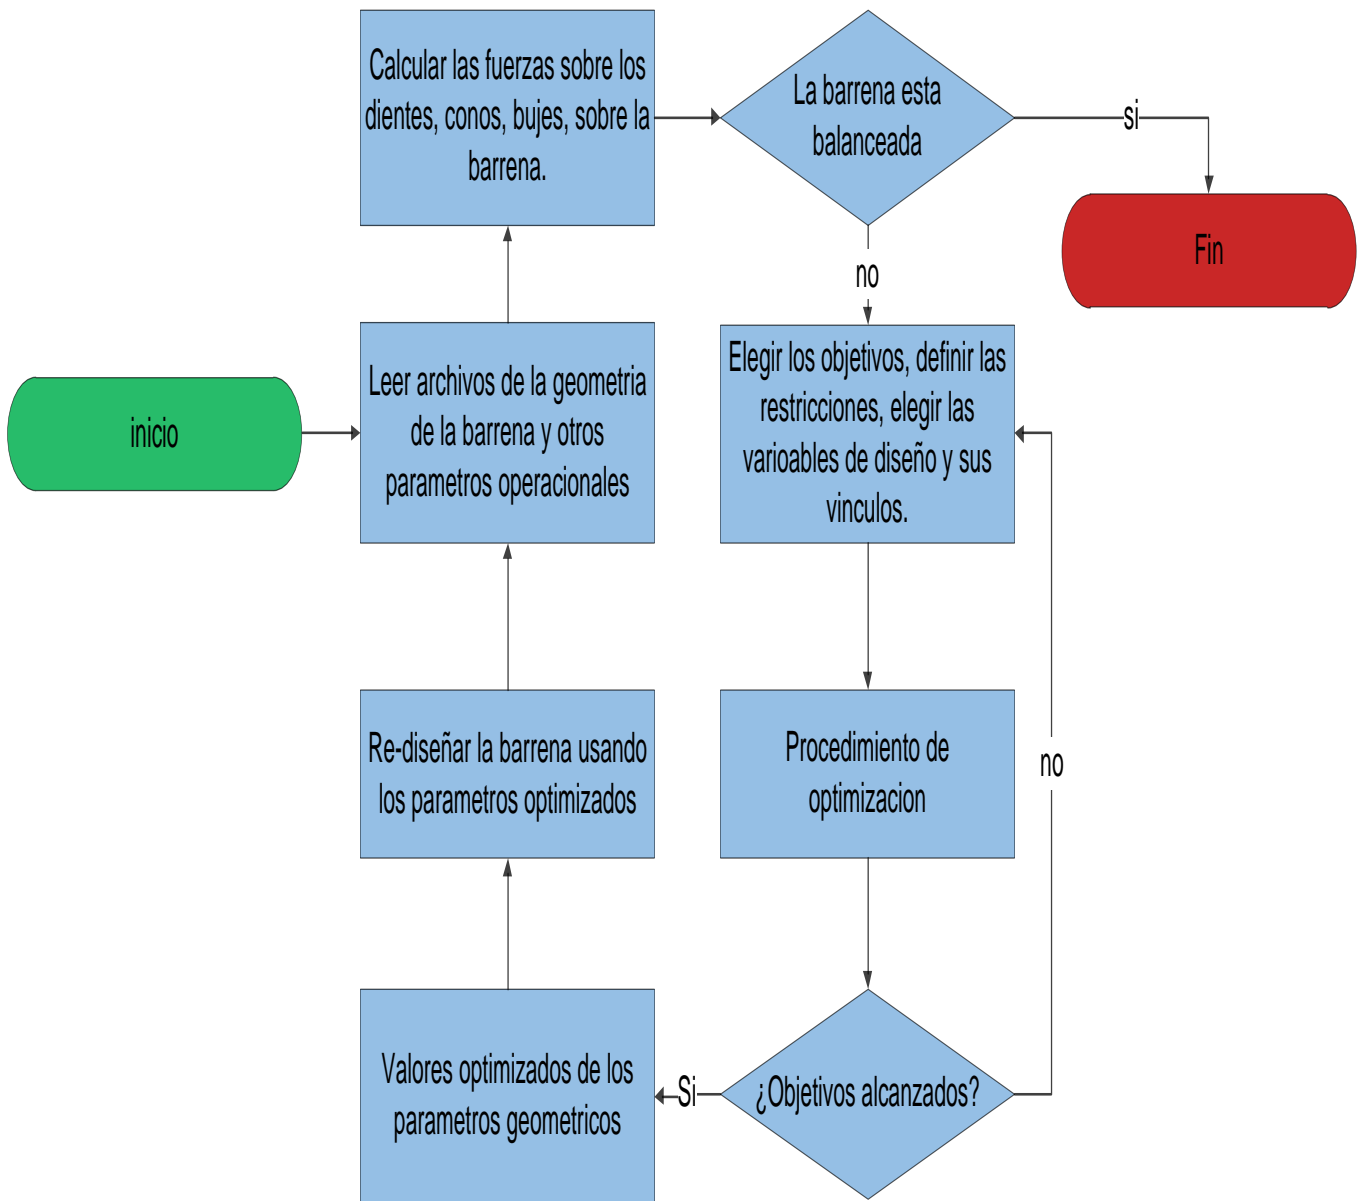 inicio
Leer archivos de la geometria
de la barrena y otros
parametros operacionales
Calcular las fuerzas sobre los
dientes, conos, bujes, sobre la
barrena.
La barrena esta
balanceada
si
Fin
no
Elegir los objetivos, definir las
restricciones, elegir las
varioables de diseño y sus
vinculos.
Procedimiento de
optimizacion
¿Objetivos alcanzados?
no
Si
Valores optimizados de los
parametros geometricos
Re-diseñar la barrena usando
los parametros optimizados